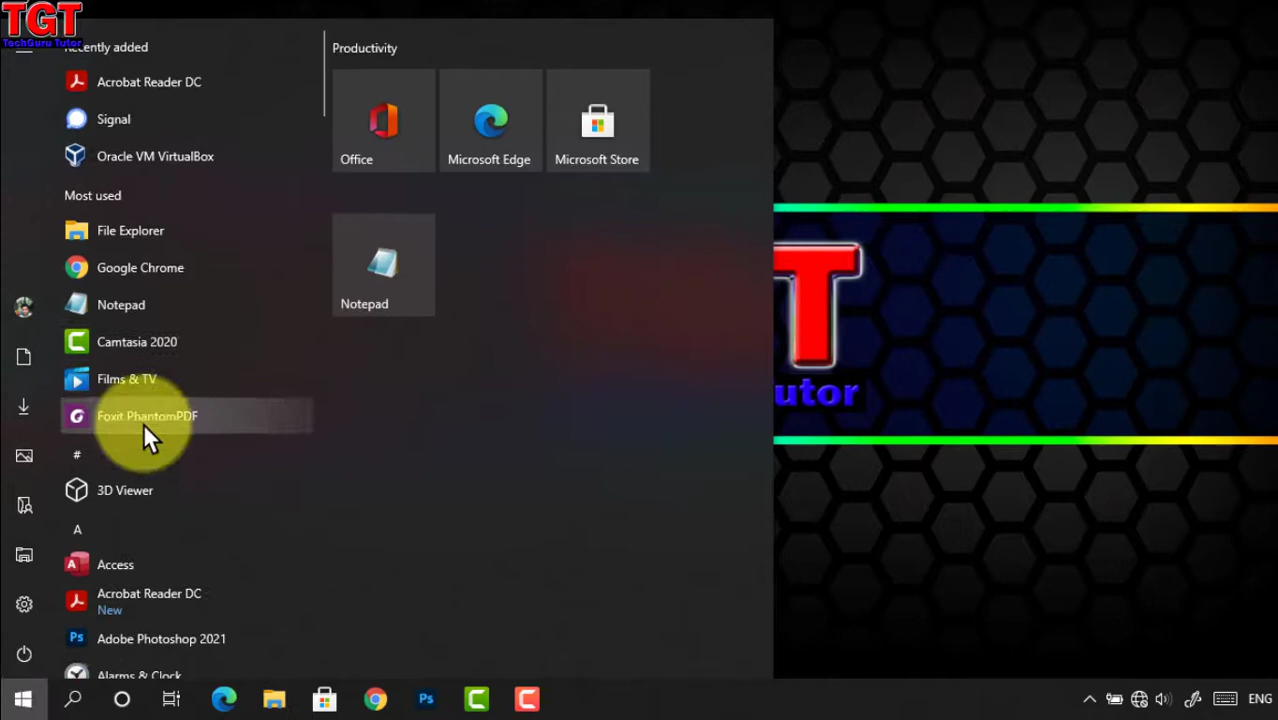 TGT
TechGuru Tutor
Recently added
Acrobat Reader DC
Signal
Oracle VM VirtualBox
Most used
File Explorer
Google Chrome
Notepad
Camtasia 2020
Films & TV
Foxit PhantomPDF
#
3D Viewer
A
Access
Acrobat Reader DC
New
Adobe Photoshop 2021
Alarms & Clock
Productivity
Office
Microsoft Edge
Microsoft Store
Notepad
T
utor
Ps
ENG